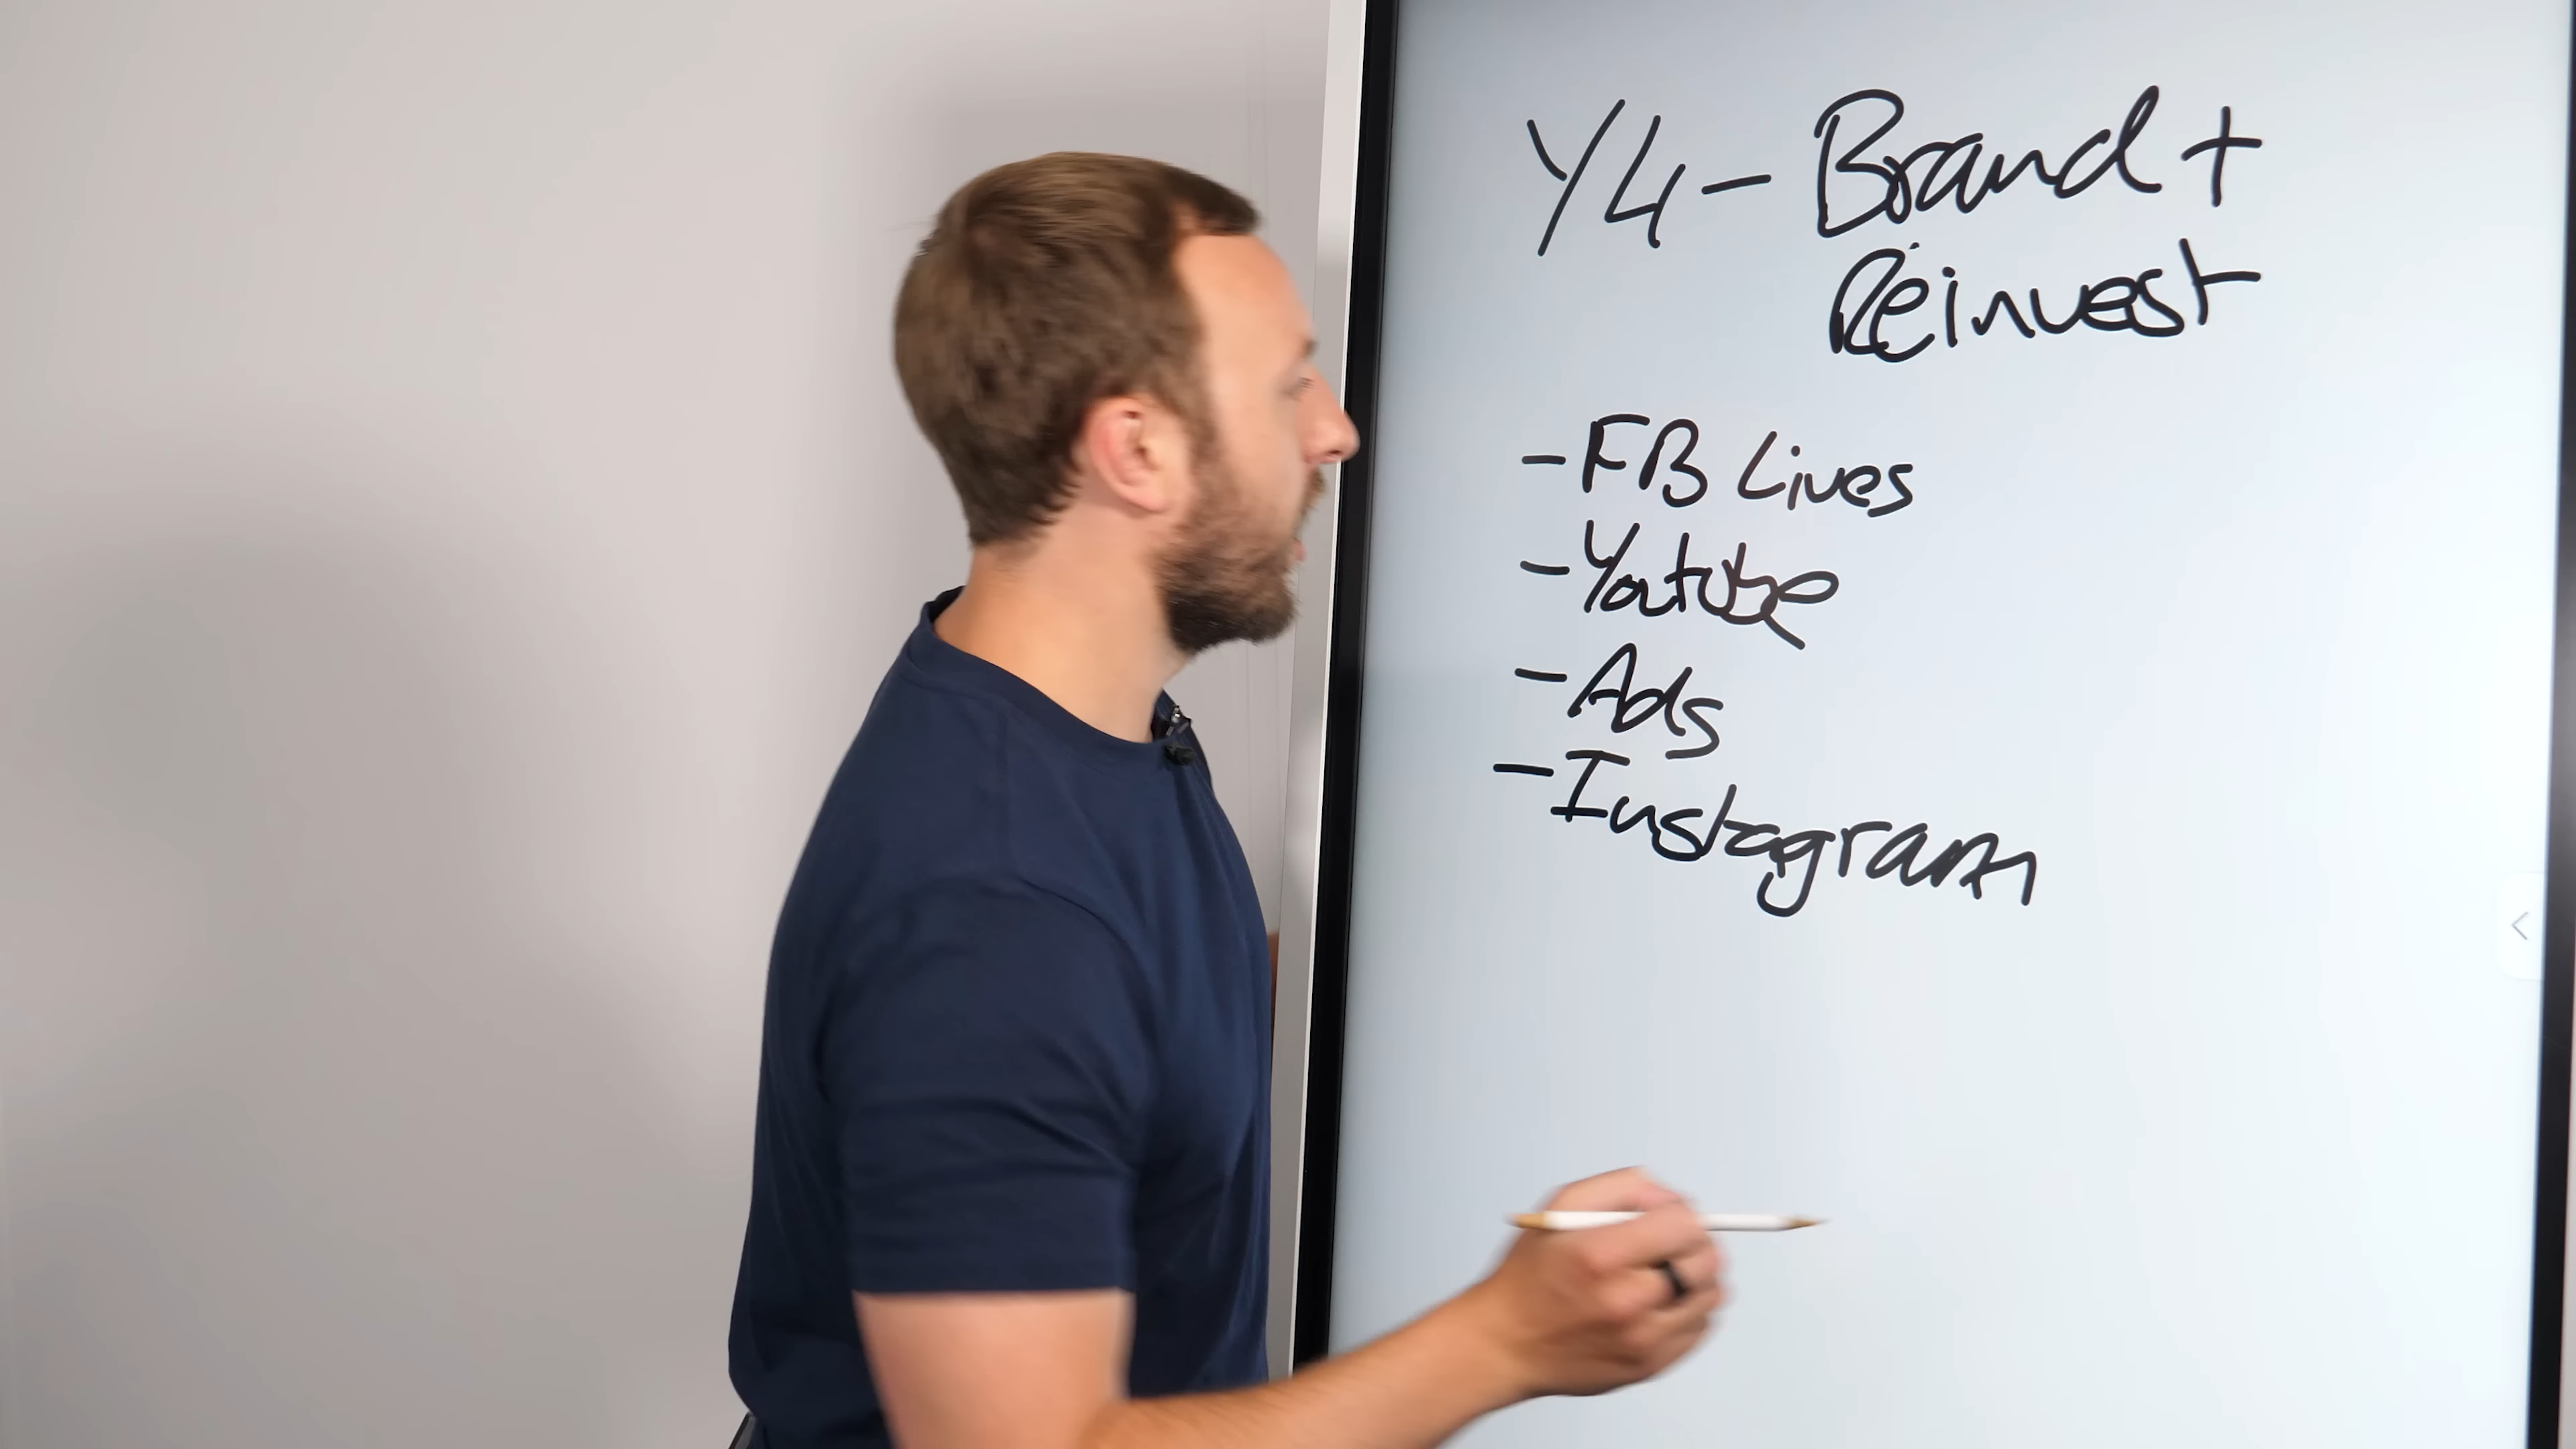 Y4 - Brand +
Reinvest
- FB Lives
- Youtube
- Ads
- Instagram